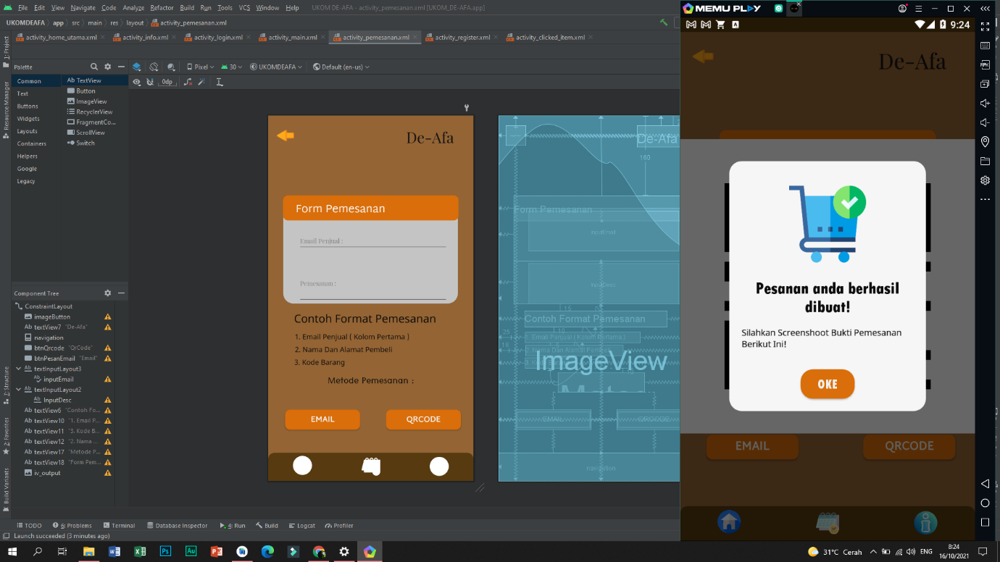 File Edit View Navigate Code Analyze Refactor Build Run Tools VCS Window Help UKOM DE-AFA - activity_pemesanan.xml [UKOM_DE-AFA.app]
MEMU PLAY
UKOMDEAFA app src main res layout activity_pemesanan.xml
activity_home_utama.xml activity_info.xml activity_login.xml activity_main.xml activity_pemesanan.xml activity_register.xml activity_clicked_item.xml
9:24
1: Project
Resource Manager
7: Structure
2: Favorites
Build Variants
Palette
Pixel 30 UKOMDEAFA Default (en-us)
0dp
Common
Text
Buttons
Widgets
Layouts
Containers
Helpers
Google
Legacy
Ab TextView
Button
ImageView
RecyclerView
FragmentCo...
ScrollView
Switch
Component Tree
ConstraintLayout
imageButton
Ab textView7 "De-Afa"
navigation
btnQrcode "QrCode"
btnPesanEmail "Email"
textInputLayout3
inputEmail
textInputLayout2
Ab InputDesc
Ab textView6 "Contoh Fo...
Ab textView10 "1. Email P...
Ab textView11 "3. Kode B...
Ab textView12 "2. Nama ...
Ab textView17 "Metode P...
Ab textView18 "Form Pem...
iv_output
De-Afa
Form Pemesanan
Email Penjual :
Pemesanan :
Contoh Format Pemesanan
1. Email Penjual ( Kolom Pertama )
2. Nama Dan Alamat Pembeli
3. Kode Barang
Metode Pemesanan :
EMAIL QRCODE
De-Afa
160
Form Pemesanan
inputEmail
InputDesc
15
Contoh Format Pemesanan
25
1. Email Penjual ( Kolom Pertama )
18
ImageView
EMAIL QRCODE
navigation
De-Afa
Pesanan anda berhasil
dibuat!
Silahkan Screenshoot Bukti Pemesanan
Berikut Ini!
OKE
EMAIL QRCODE
TODO 6: Problems Terminal Database Inspector 4: Run Build Logcat Profiler
Launch succeeded (3 minutes ago)
31°C Cerah ENG 8:24
16/10/2021